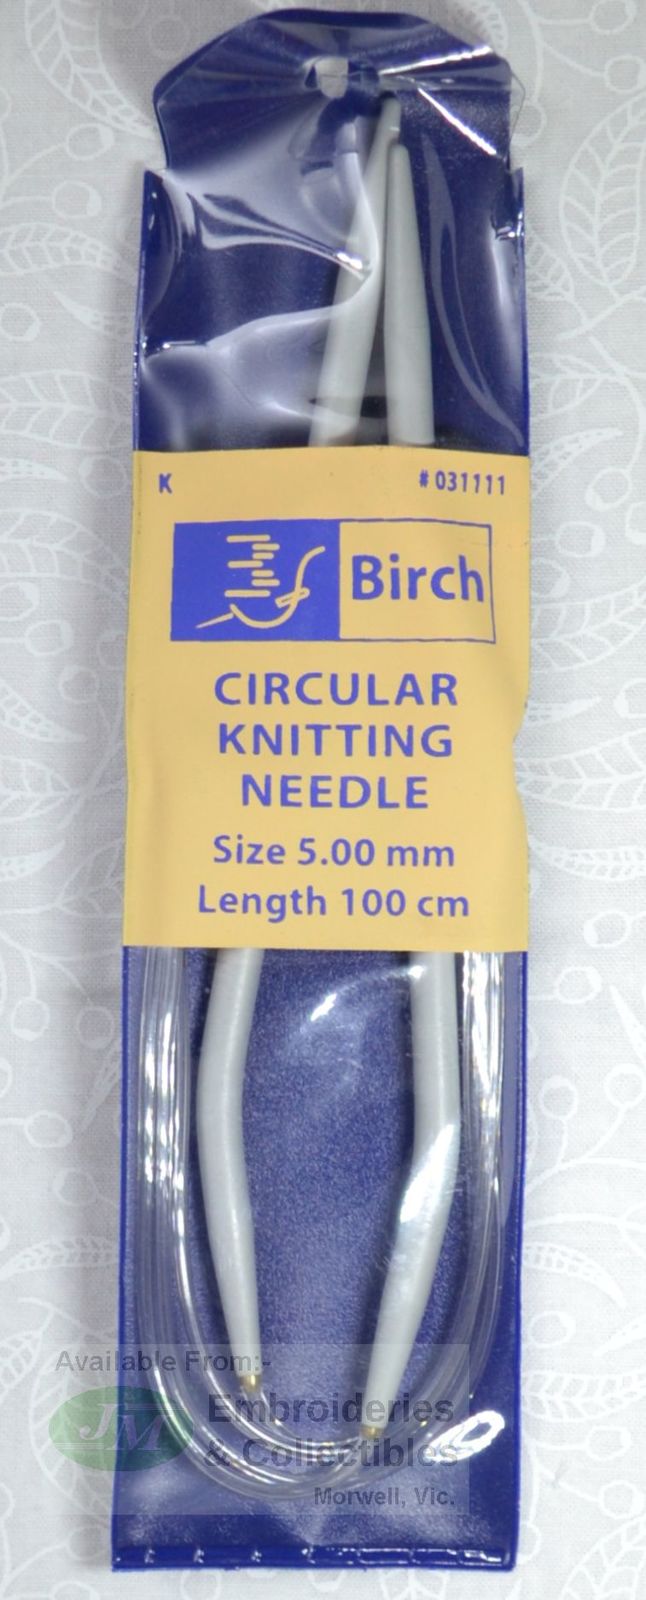 K #031111
Birch
CIRCULAR
KNITTING
NEEDLE
Size 5.00 mm
Length 100 cm
Available From:-
JM Embroideries
& Collectibles
Morwell, Vic.